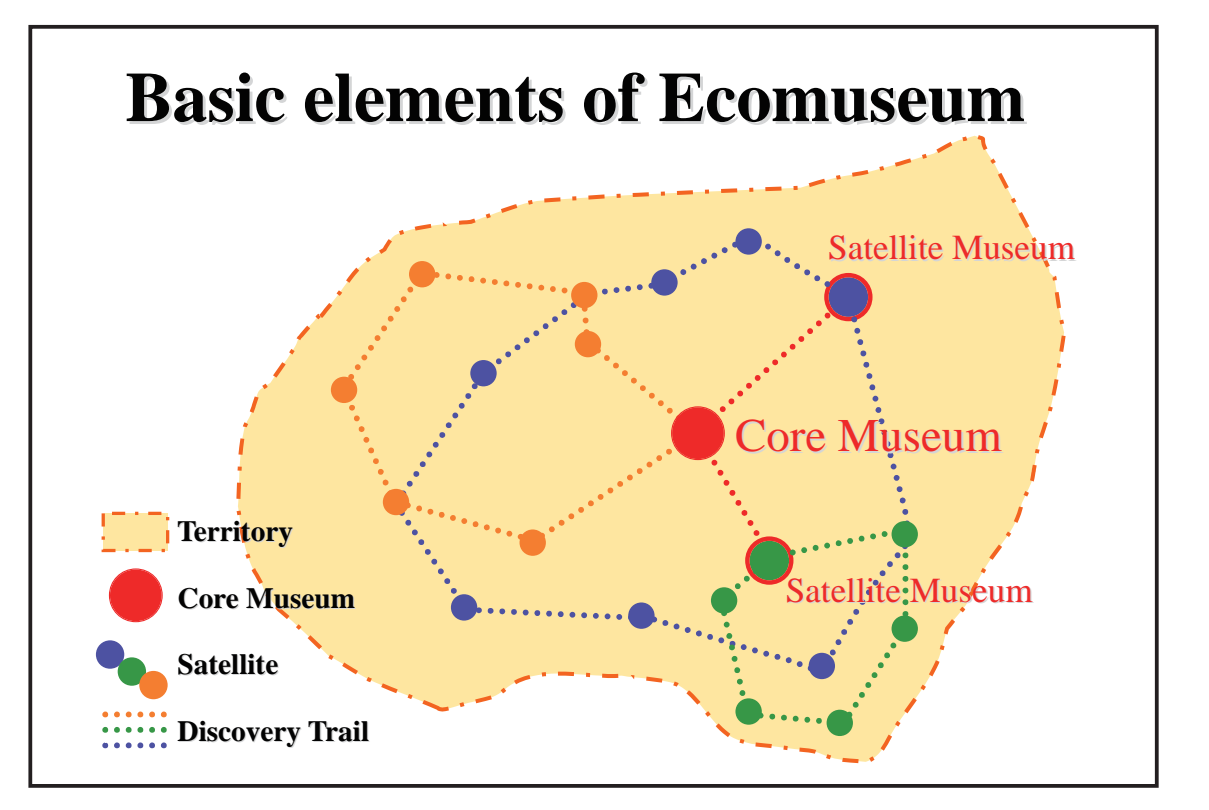 Basic elements of Ecomuseum
Satellite Museum
Core Museum
Satellite Museum
Territory
Core Museum
Satellite
Discovery Trail